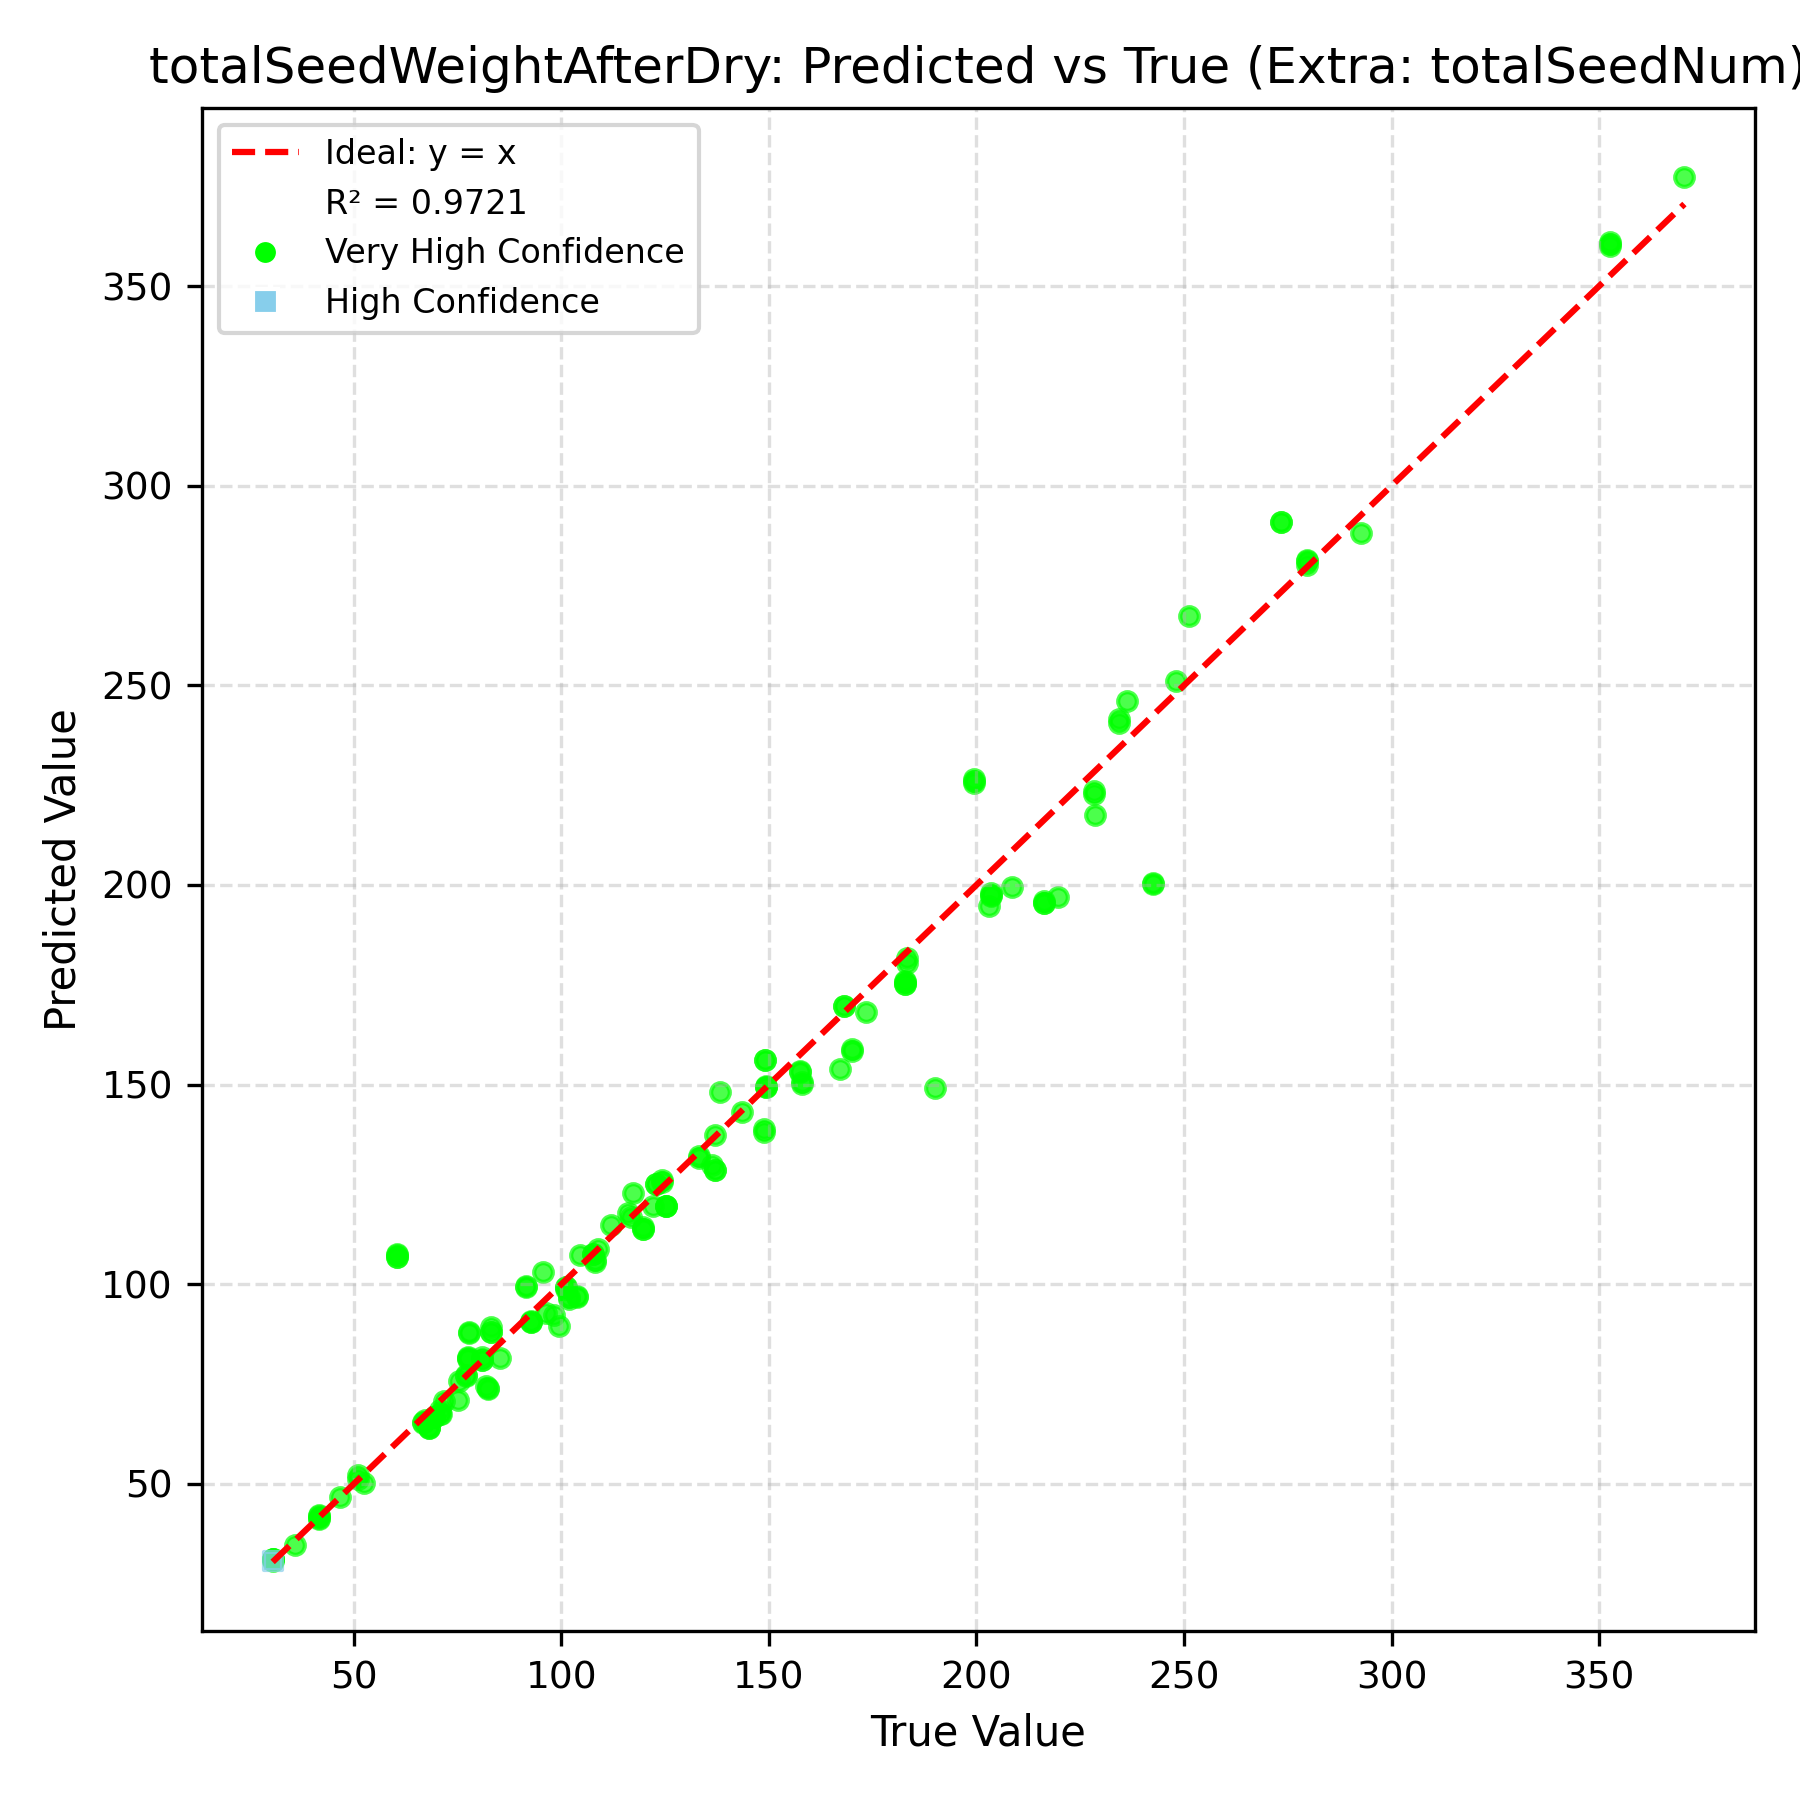 totalSeedWeightAfterDry: Predicted vs True (Extra: totalSeedNum)
Ideal: y = x
R² = 0.9721
Very High Confidence
High Confidence
Predicted Value
350
300
250
200
150
100
50
50
100
150
200
250
300
350
True Value